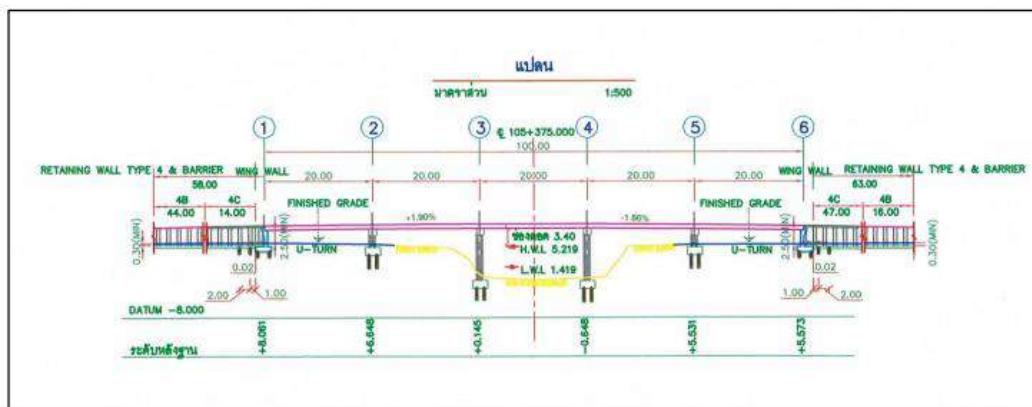 แปลน
มาตราส่วน 1:500
1 2 3 4 5 6
105+375.000
100.00
RETAINING WALL TYPE 4 & BARRIER WING WALL WING WALL RETAINING WALL TYPE 4 & BARRIER
58.00 20.00 20.00 20.00 20.00 20.00 63.00
4B 4C FINISHED GRADE FINISHED GRADE 4C 4B
44.00 14.00 47.00 16.00
+1.90% -1.86%
0.30(MIN) 2.50(MIN) 2.50(MIN) 0.30(MIN)
ช่องลอด 3.40
U-TURN H.W.L 5.219 U-TURN
L.W.L 1.419
0.02 0.02
2.00 1.00 1.00 2.00
DATUM -8.000
ระดับหลังฐาน +6.648 +0.145 -0.648 +5.531 +5.573